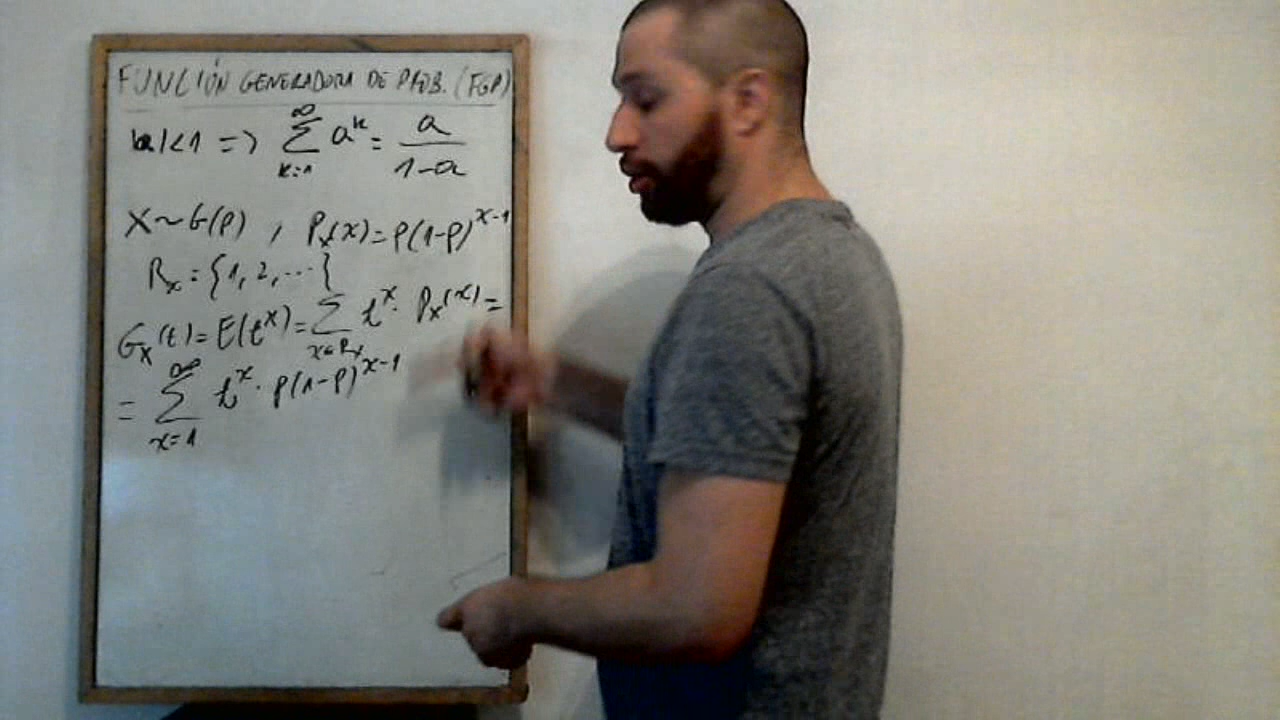 FUNCIÓN GENERADORA DE PROB. (FGP)
|a|<1 => ∑_{k=1}^{∞} a^k = a/(1-a)
X~G(p) , P_X(x)=p(1-p)^{x-1}
R_X = {1, 2, ...}
G_X(t) = E(t^X) = ∑_{x∈R_X} t^x · P_X(x) =
= ∑_{x=1}^{∞} t^x · p(1-p)^{x-1}